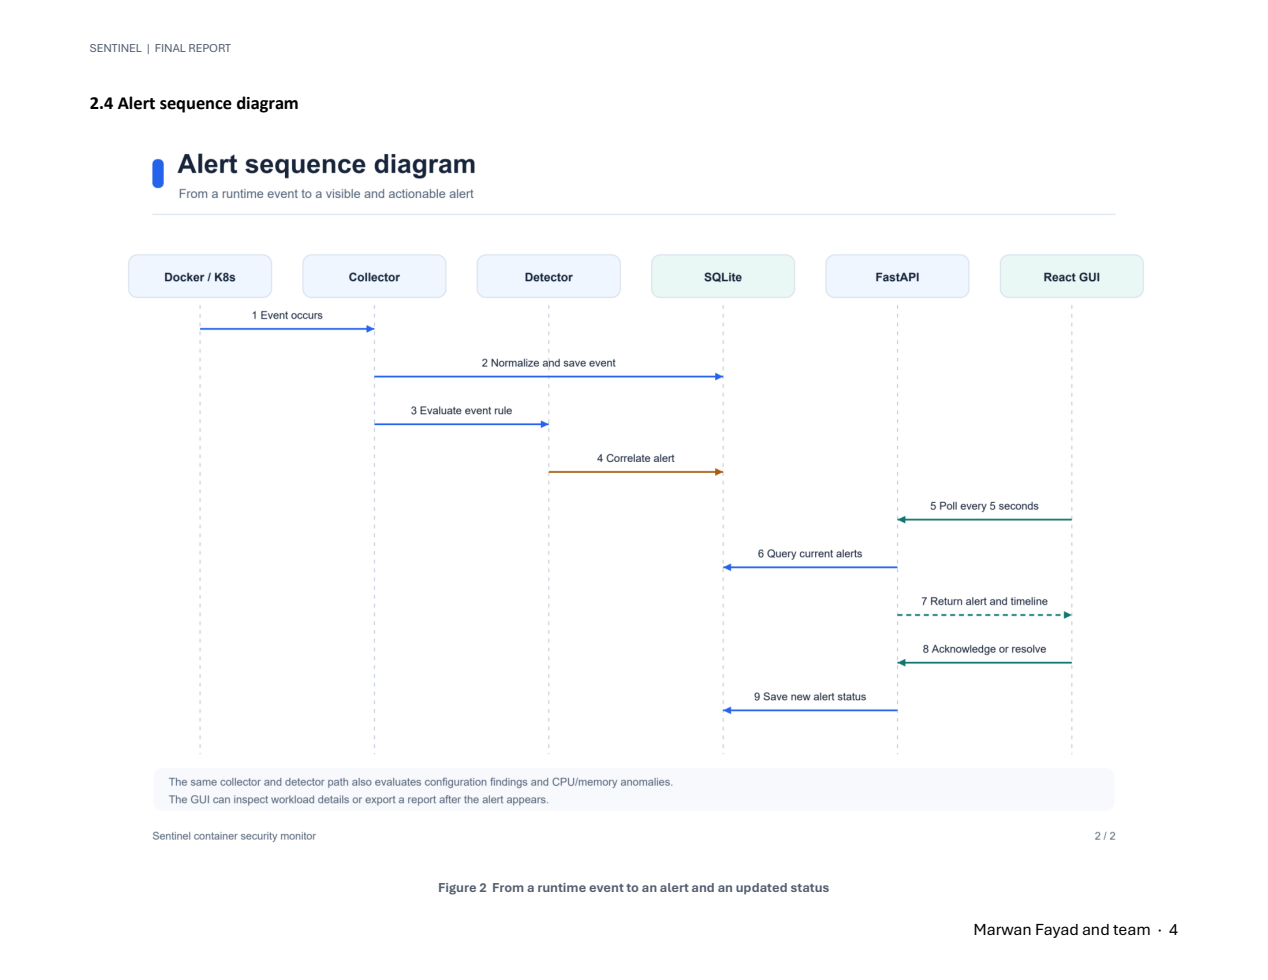 SENTINEL | FINAL REPORT
2.4 Alert sequence diagram
Alert sequence diagram
From a runtime event to a visible and actionable alert
Docker / K8s
Collector
Detector
SQLite
FastAPI
React GUI
1 Event occurs
2 Normalize and save event
3 Evaluate event rule
4 Correlate alert
5 Poll every 5 seconds
6 Query current alerts
7 Return alert and timeline
8 Acknowledge or resolve
9 Save new alert status
The same collector and detector path also evaluates configuration findings and CPU/memory anomalies.
The GUI can inspect workload details or export a report after the alert appears.
Sentinel container security monitor
2 / 2
Figure 2 From a runtime event to an alert and an updated status
Marwan Fayad and team · 4